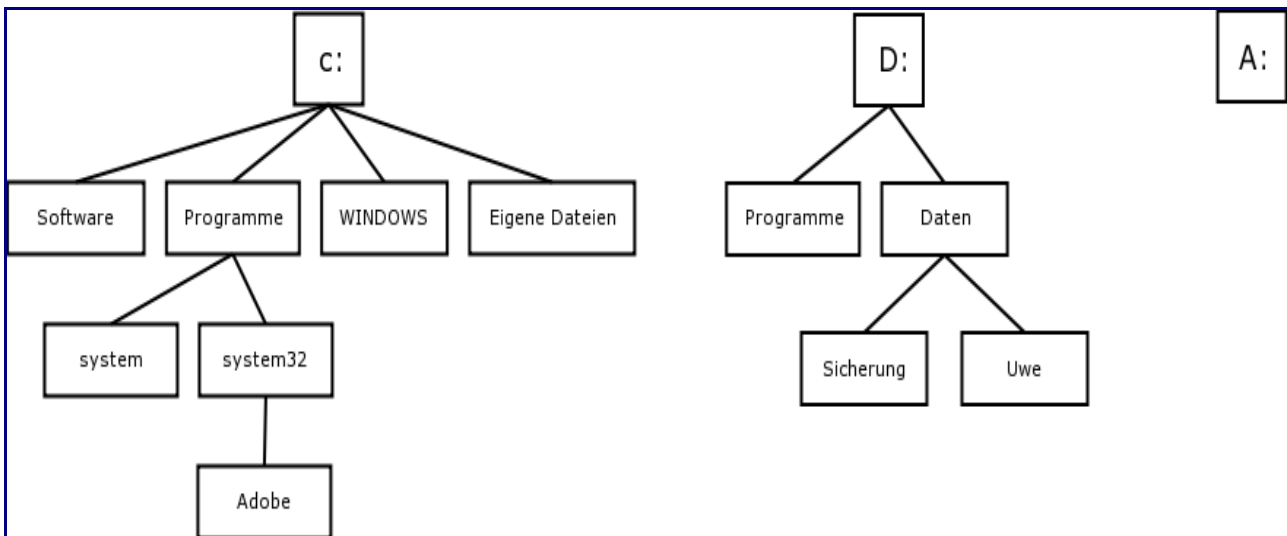 c:
D:
A:
Software
Programme
WINDOWS
Eigene Dateien
Programme
Daten
system
system32
Sicherung
Uwe
Adobe